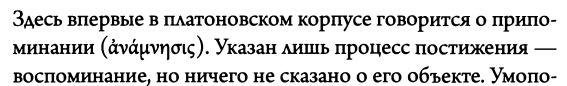 Здесь впервые в платоновском корпусе говорится о припо-
минании (ἀνάμνησις). Указан лишь процесс постижения —
воспоминание, но ничего не сказано о его объекте. Умопо-